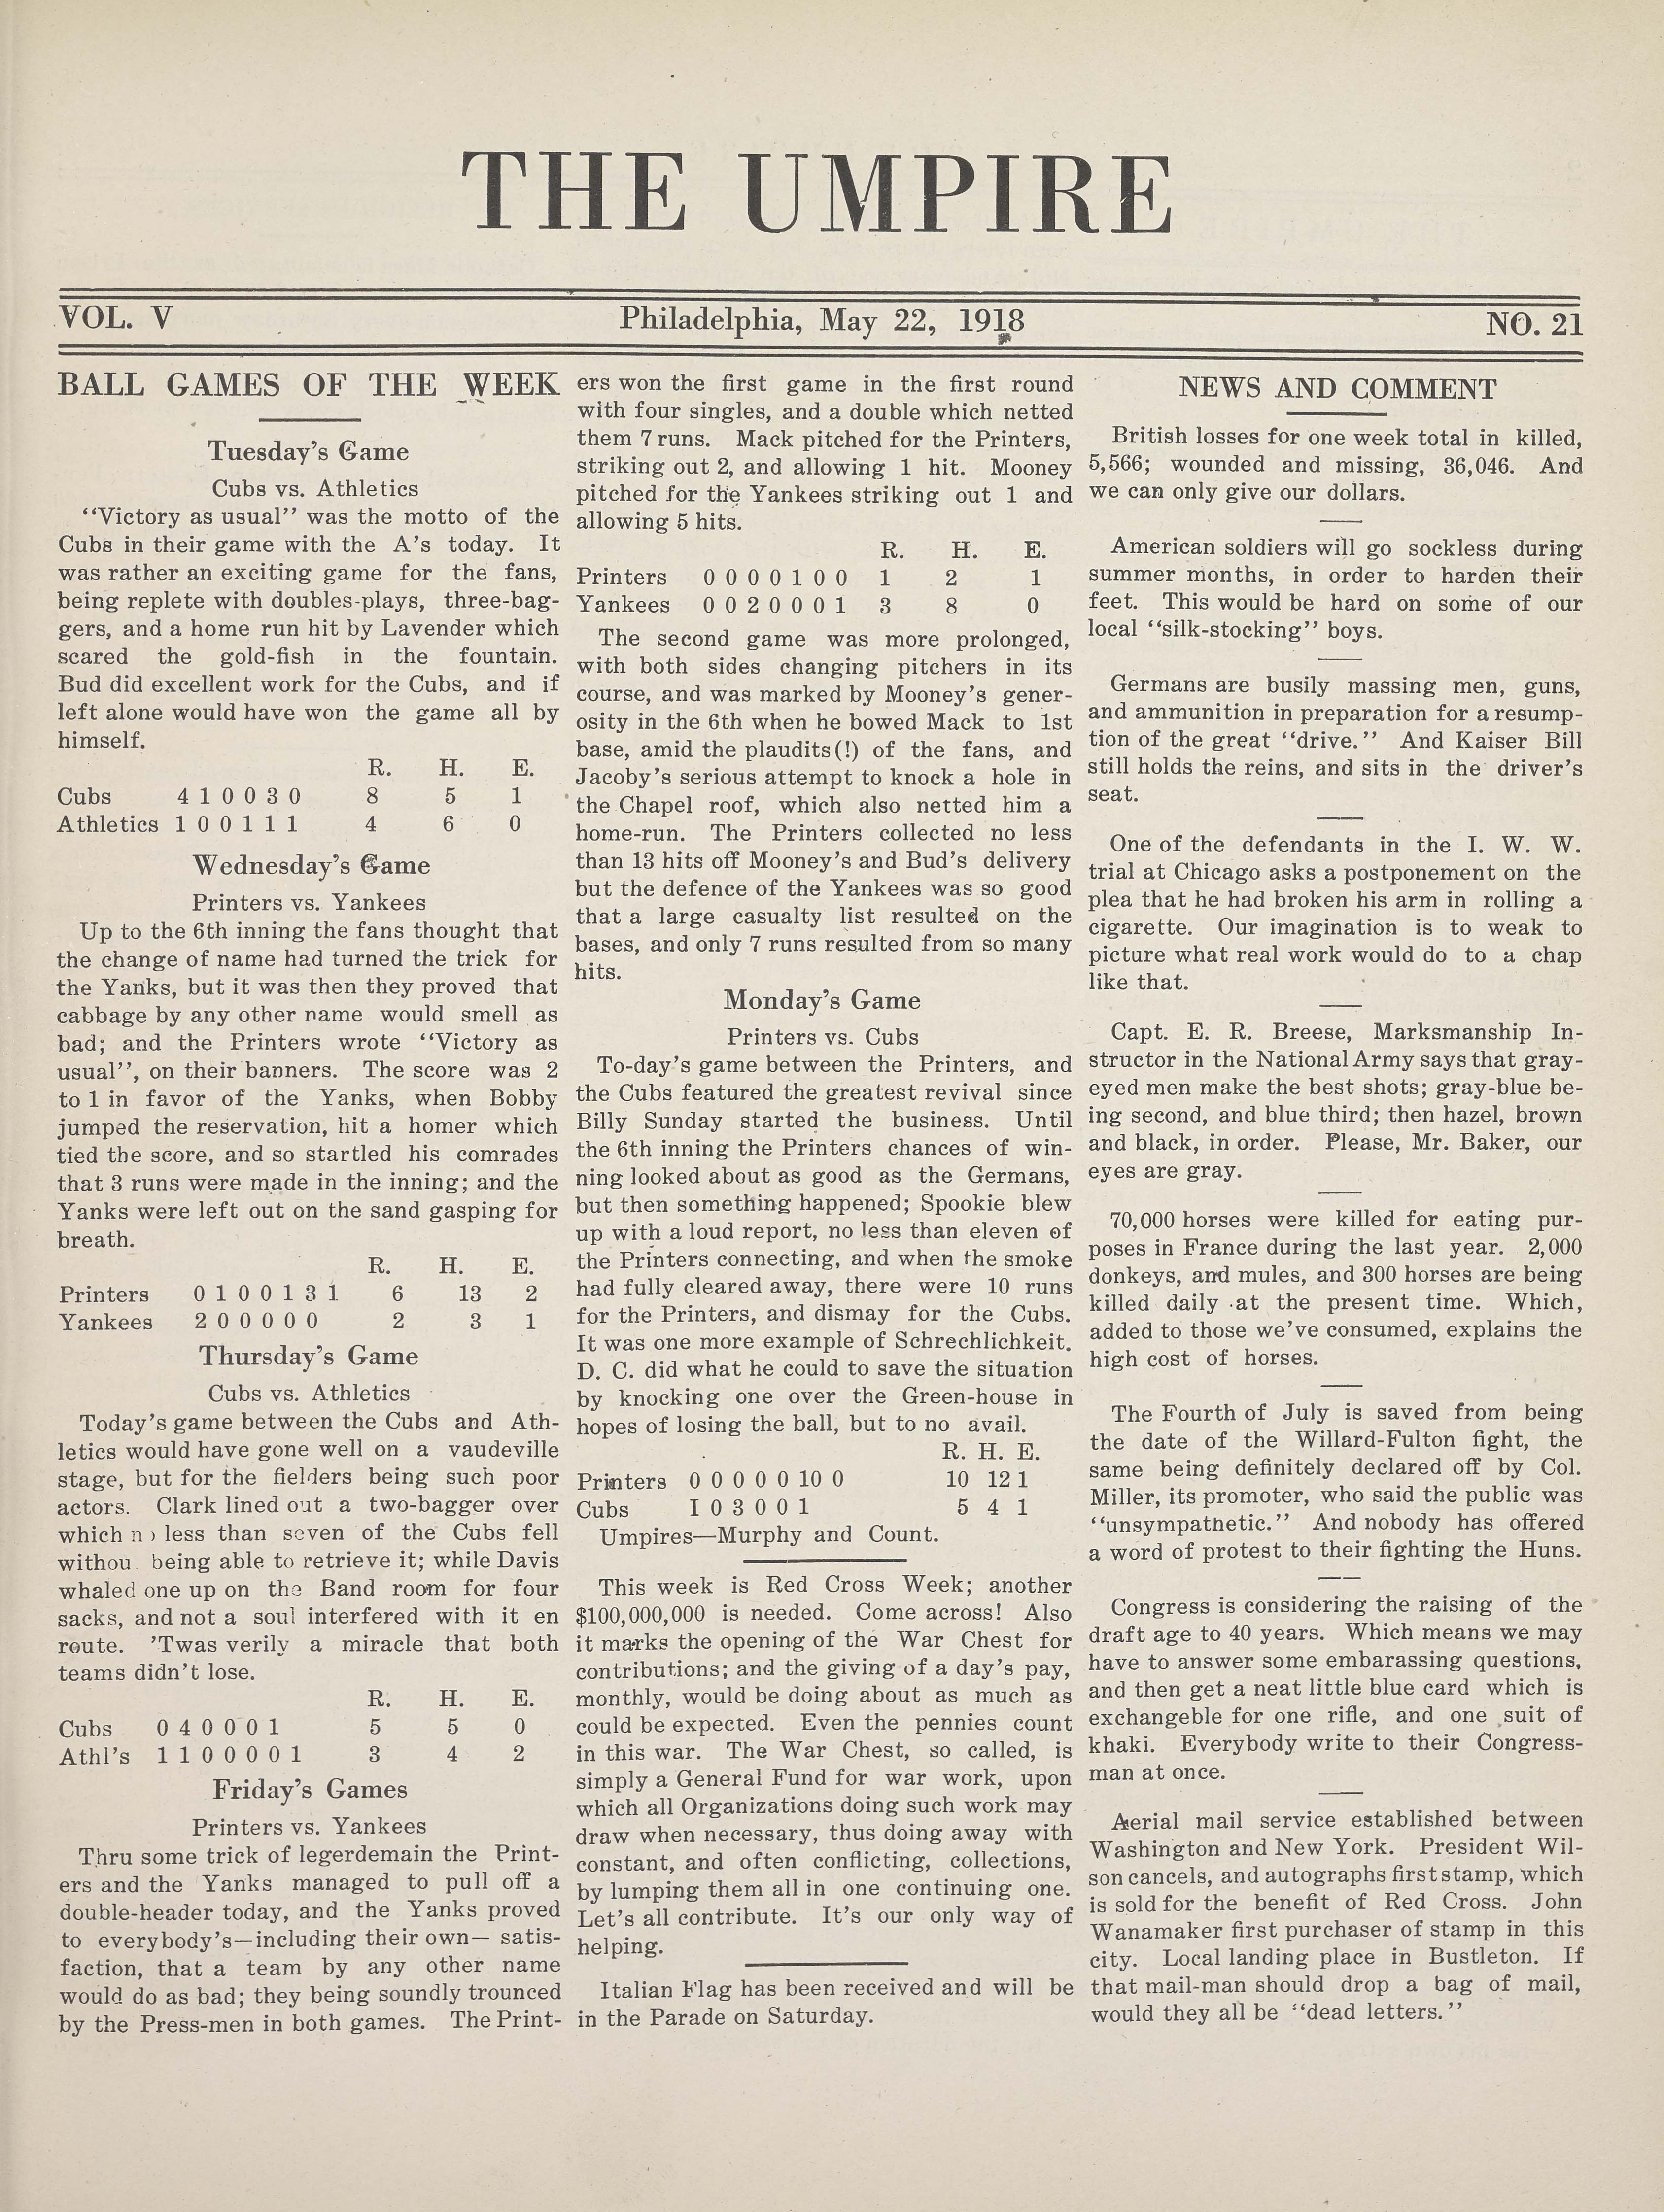 THE UMPIRE
VOL. V
Philadelphia, May 22, 1918
NO. 21
BALL GAMES OF THE WEEK
Tuesday's Game
Cubs vs. Athletics
"Victory as usual" was the motto of the
Cubs in their game with the A's today. It
was rather an exciting game for the fans,
being replete with doubles-plays, three-bag-
gers, and a home run hit by Lavender which
scared the gold-fish in the fountain.
Bud did excellent work for the Cubs, and if
left alone would have won the game all by
himself.
R. H. E.
Cubs 4 1 0 0 3 0 8 5 1
Athletics 1 0 0 1 1 1 4 6 0
Wednesday's Game
Printers vs. Yankees
Up to the 6th inning the fans thought that
the change of name had turned the trick for
the Yanks, but it was then they proved that
cabbage by any other name would smell as
bad; and the Printers wrote "Victory as
usual", on their banners. The score was 2
to 1 in favor of the Yanks, when Bobby
jumped the reservation, hit a homer which
tied the score, and so startled his comrades
that 3 runs were made in the inning; and the
Yanks were left out on the sand gasping for
breath.
R. H. E.
Printers 0 1 0 0 1 3 1 6 13 2
Yankees 2 0 0 0 0 0 2 3 1
Thursday's Game
Cubs vs. Athletics
Today's game between the Cubs and Ath-
letics would have gone well on a vaudeville
stage, but for the fielders being such poor
actors. Clark lined out a two-bagger over
which no less than seven of the Cubs fell
withou being able to retrieve it; while Davis
whaled one up on the Band room for four
sacks, and not a soul interfered with it en
route. 'Twas verily a miracle that both
teams didn't lose.
R. H. E.
Cubs 0 4 0 0 0 1 5 5 0
Athl's 1 1 0 0 0 0 1 3 4 2
Friday's Games
Printers vs. Yankees
Thru some trick of legerdemain the Print-
ers and the Yanks managed to pull off a
double-header today, and the Yanks proved
to everybody's—including their own— satis-
faction, that a team by any other name
would do as bad; they being soundly trounced
by the Press-men in both games. The Print-
ers won the first game in the first round
with four singles, and a double which netted
them 7 runs. Mack pitched for the Printers,
striking out 2, and allowing 1 hit. Mooney
pitched for the Yankees striking out 1 and
allowing 5 hits.
R. H. E.
Printers 0 0 0 0 1 0 0 1 2 1
Yankees 0 0 2 0 0 0 1 3 8 0
The second game was more prolonged,
with both sides changing pitchers in its
course, and was marked by Mooney's gener-
osity in the 6th when he bowed Mack to 1st
base, amid the plaudits(!) of the fans, and
Jacoby's serious attempt to knock a hole in
the Chapel roof, which also netted him a
home-run. The Printers collected no less
than 13 hits off Mooney's and Bud's delivery
but the defence of the Yankees was so good
that a large casualty list resulted on the
bases, and only 7 runs resulted from so many
hits.
Monday's Game
Printers vs. Cubs
To-day's game between the Printers, and
the Cubs featured the greatest revival since
Billy Sunday started the business. Until
the 6th inning the Printers chances of win-
ning looked about as good as the Germans,
but then something happened; Spookie blew
up with a loud report, no less than eleven of
the Printers connecting, and when the smoke
had fully cleared away, there were 10 runs
for the Printers, and dismay for the Cubs.
It was one more example of Schrechlichkeit.
D. C. did what he could to save the situation
by knocking one over the Green-house in
hopes of losing the ball, but to no avail.
R. H. E.
Printers 0 0 0 0 0 10 0 10 12 1
Cubs I 0 3 0 0 1 5 4 1
Umpires—Murphy and Count.
This week is Red Cross Week; another
$100,000,000 is needed. Come across! Also
it marks the opening of the War Chest for
contributions; and the giving of a day's pay,
monthly, would be doing about as much as
could be expected. Even the pennies count
in this war. The War Chest, so called, is
simply a General Fund for war work, upon
which all Organizations doing such work may
draw when necessary, thus doing away with
constant, and often conflicting, collections,
by lumping them all in one continuing one.
Let's all contribute. It's our only way of
helping.
Italian Flag has been received and will be
in the Parade on Saturday.
NEWS AND COMMENT
British losses for one week total in killed,
5,566; wounded and missing, 36,046. And
we can only give our dollars.
American soldiers will go sockless during
summer months, in order to harden their
feet. This would be hard on some of our
local "silk-stocking" boys.
Germans are busily massing men, guns,
and ammunition in preparation for a resump-
tion of the great "drive." And Kaiser Bill
still holds the reins, and sits in the driver's
seat.
One of the defendants in the I. W. W.
trial at Chicago asks a postponement on the
plea that he had broken his arm in rolling a
cigarette. Our imagination is to weak to
picture what real work would do to a chap
like that.
Capt. E. R. Breese, Marksmanship In-
structor in the National Army says that gray-
eyed men make the best shots; gray-blue be-
ing second, and blue third; then hazel, brown
and black, in order. Please, Mr. Baker, our
eyes are gray.
70,000 horses were killed for eating pur-
poses in France during the last year. 2,000
donkeys, and mules, and 300 horses are being
killed daily at the present time. Which,
added to those we've consumed, explains the
high cost of horses.
The Fourth of July is saved from being
the date of the Willard-Fulton fight, the
same being definitely declared off by Col.
Miller, its promoter, who said the public was
"unsympathetic." And nobody has offered
a word of protest to their fighting the Huns.
Congress is considering the raising of the
draft age to 40 years. Which means we may
have to answer some embarassing questions,
and then get a neat little blue card which is
exchangeble for one rifle, and one suit of
khaki. Everybody write to their Congress-
man at once.
Aerial mail service established between
Washington and New York. President Wil-
son cancels, and autographs first stamp, which
is sold for the benefit of Red Cross. John
Wanamaker first purchaser of stamp in this
city. Local landing place in Bustleton. If
that mail-man should drop a bag of mail,
would they all be "dead letters."